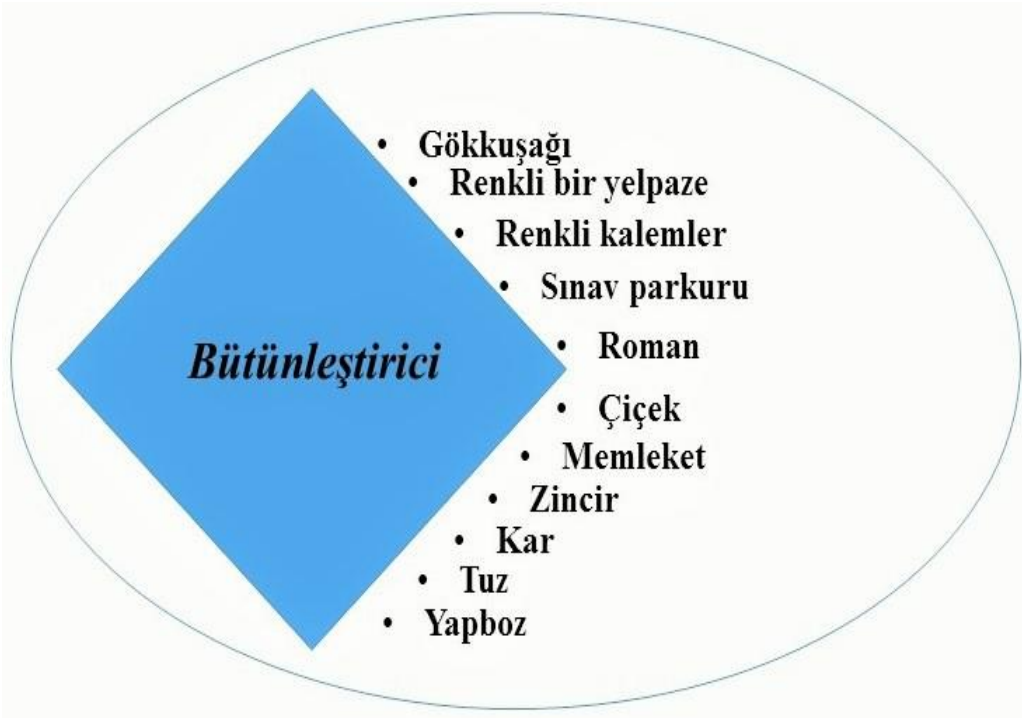 • Gökkuşağı
• Renkli bir yelpaze
• Renkli kalemler
• Sınav parkuru
• Roman
Bütünleştirici
• Çiçek
• Memleket
• Zincir
• Kar
• Tuz
• Yapboz